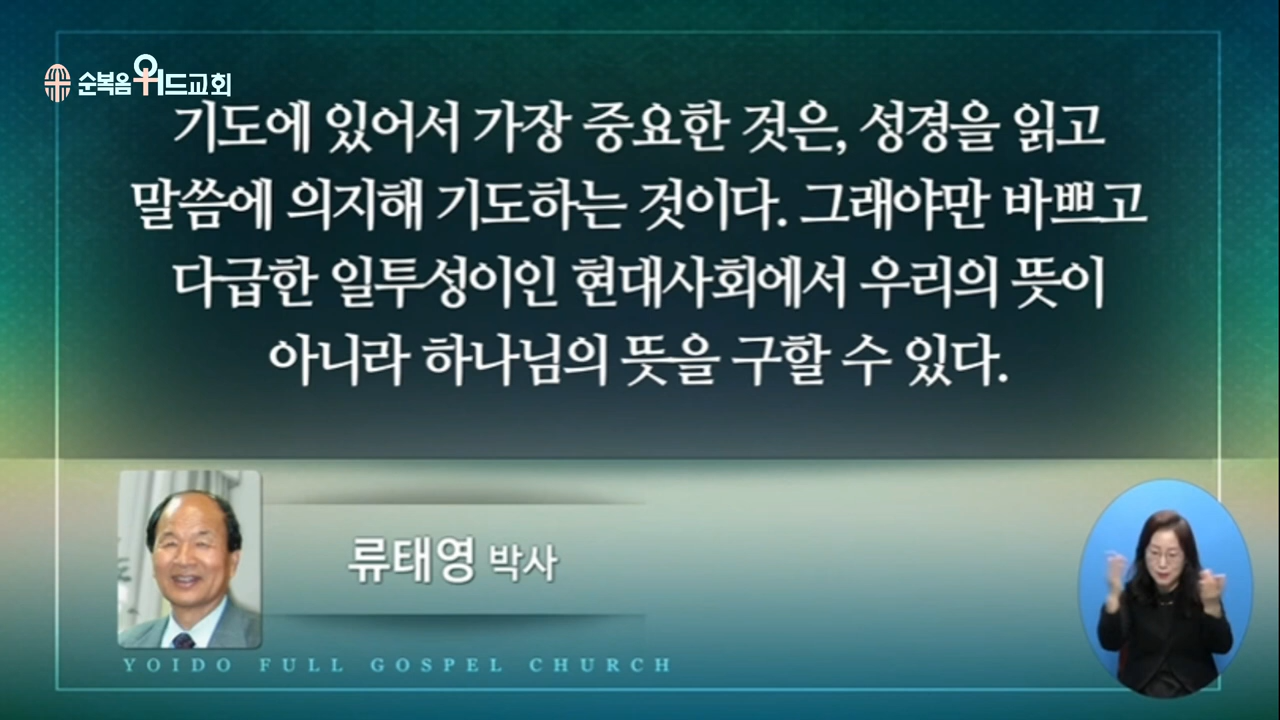 순복음워드교회
기도에 있어서 가장 중요한 것은, 성경을 읽고
말씀에 의지해 기도하는 것이다. 그래야만 바쁘고
다급한 일투성이인 현대사회에서 우리의 뜻이
아니라 하나님의 뜻을 구할 수 있다.
류태영 박사
YOIDO FULL GOSPEL CHURCH